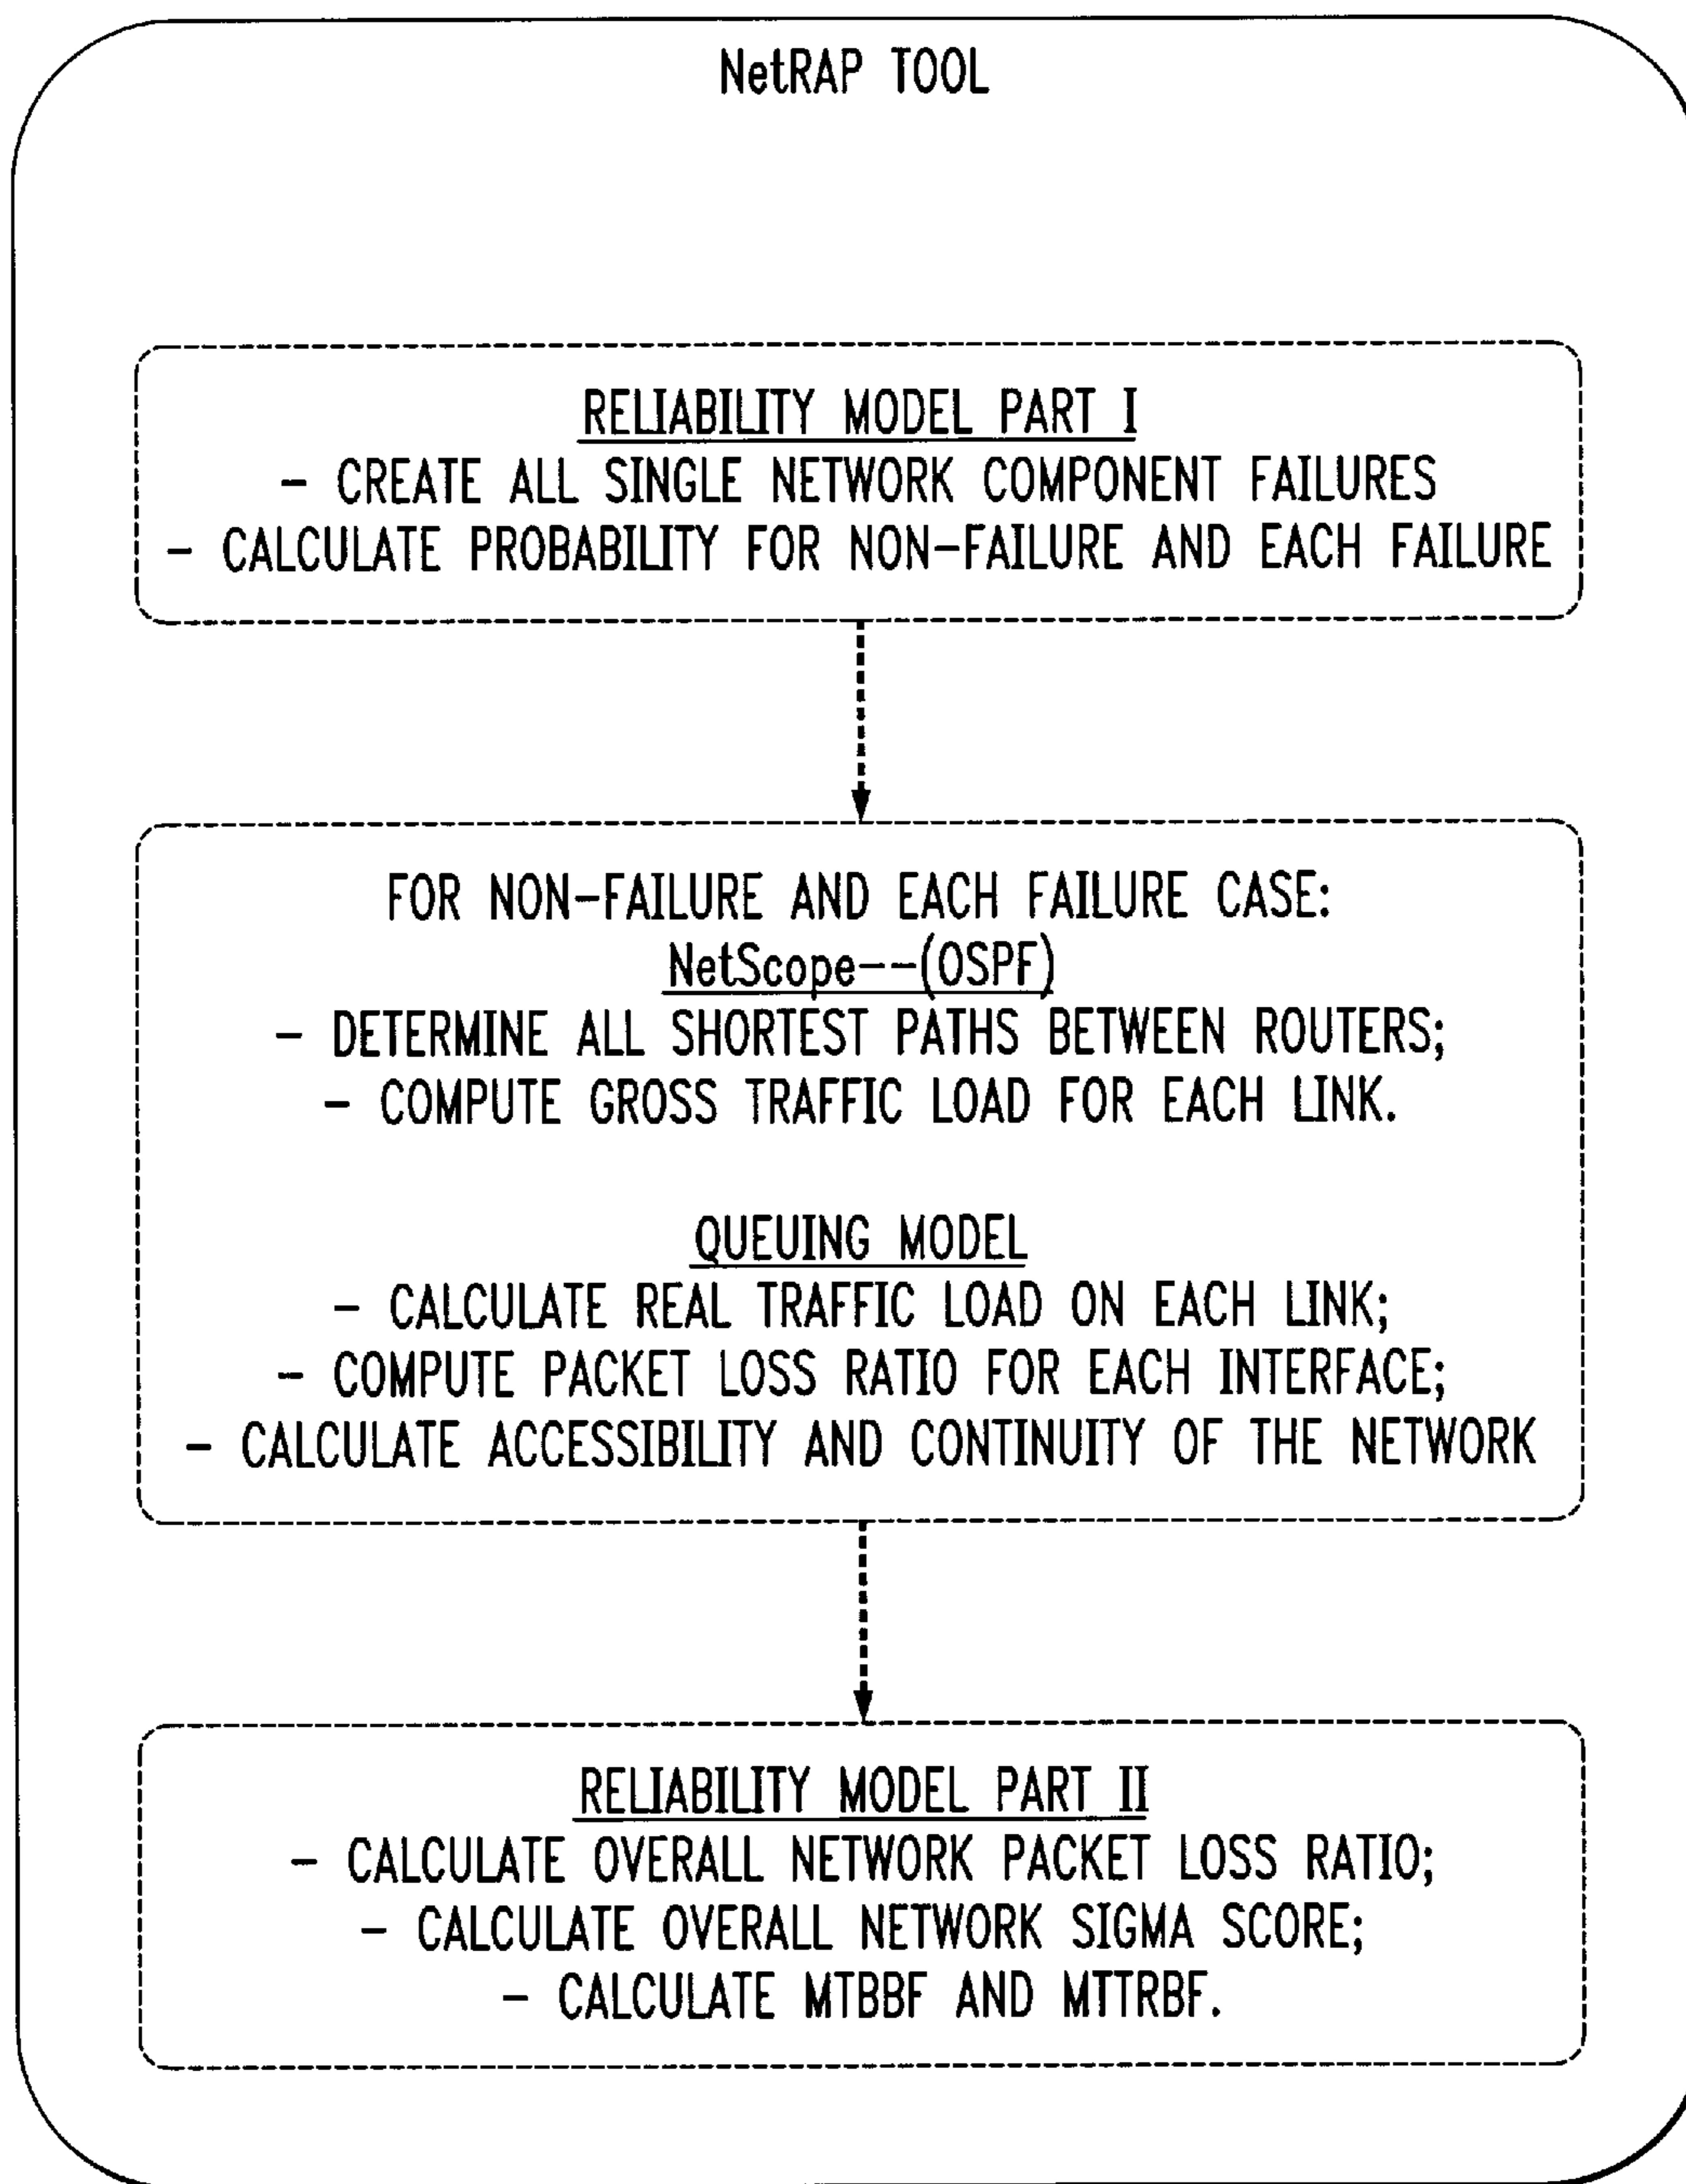 NetRAP TOOL
RELIABILITY MODEL PART I
- CREATE ALL SINGLE NETWORK COMPONENT FAILURES
- CALCULATE PROBABILITY FOR NON-FAILURE AND EACH FAILURE
FOR NON-FAILURE AND EACH FAILURE CASE:
NetScope--(OSPF)
- DETERMINE ALL SHORTEST PATHS BETWEEN ROUTERS;
- COMPUTE GROSS TRAFFIC LOAD FOR EACH LINK.
QUEUING MODEL
- CALCULATE REAL TRAFFIC LOAD ON EACH LINK;
- COMPUTE PACKET LOSS RATIO FOR EACH INTERFACE;
- CALCULATE ACCESSIBILITY AND CONTINUITY OF THE NETWORK
RELIABILITY MODEL PART II
- CALCULATE OVERALL NETWORK PACKET LOSS RATIO;
- CALCULATE OVERALL NETWORK SIGMA SCORE;
- CALCULATE MTBBF AND MTTRBF.